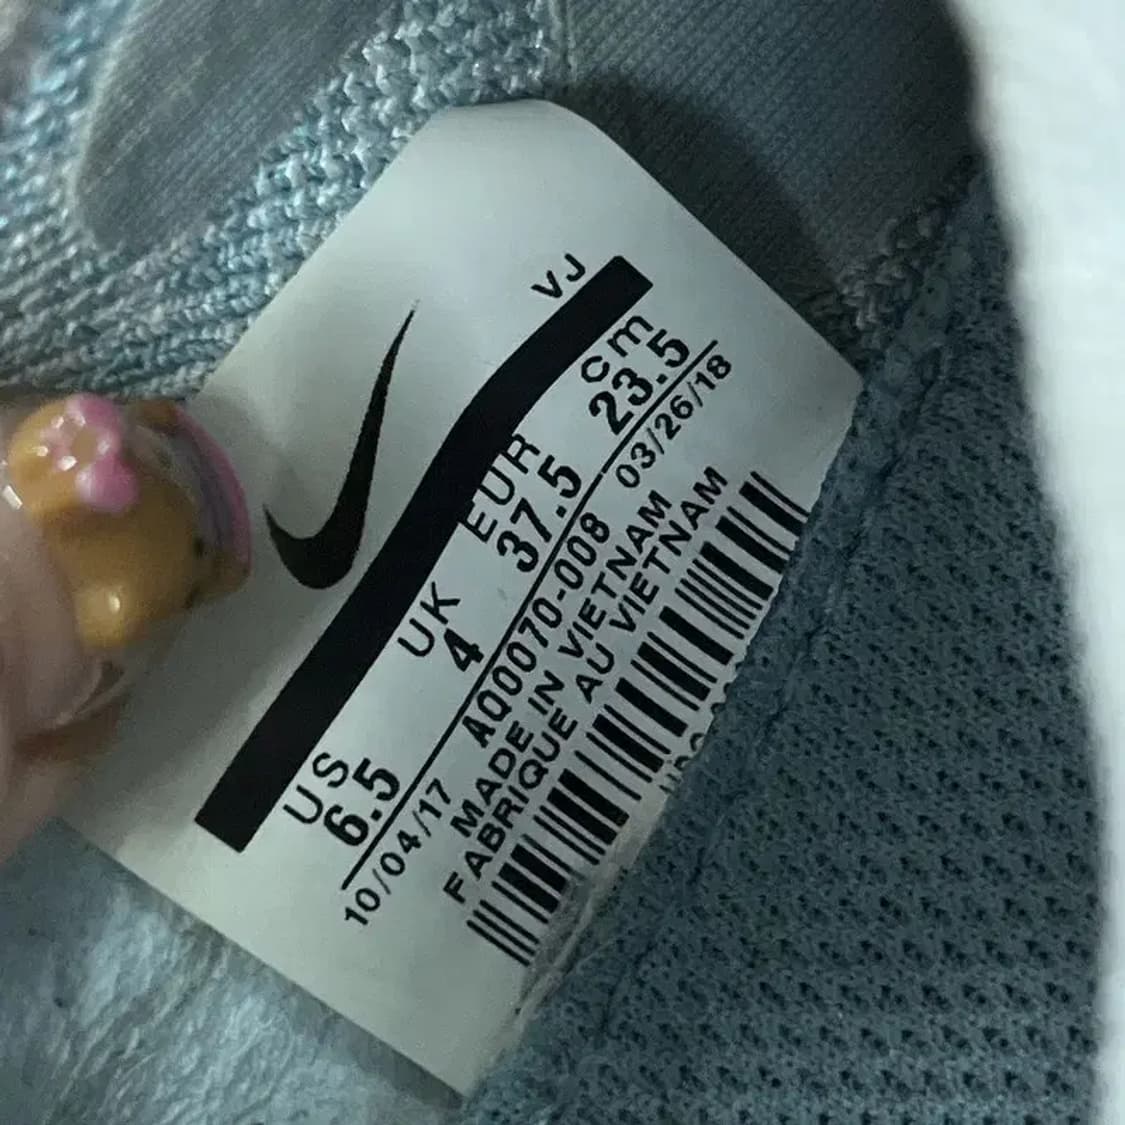 VJ
US UK EUR cm
6.5 4 37.5 23.5
10/04/17 AQ0070-008 03/26/18
MADE IN VIETNAM
FABRIQUE AU VIETNAM